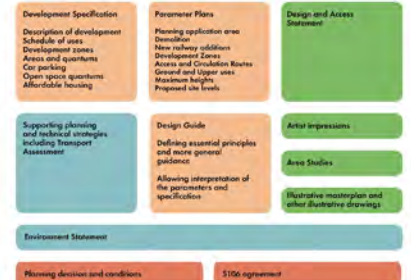 Development Specification
Description of development
Schedule of uses
Development zones
Areas and quantums
Car parking
Open space quantums
Affordable housing
Parameter Plans
Planning application area
Demolition
New railway additions
Development Zones
Access and Circulation Routes
Ground and Upper uses
Maximum heights
Proposed site levels
Design and Access
Statement
Supporting planning
and technical strategies
including Transport
Assessment
Design Guide
Defining essential principles
and more general
guidance
Allowing interpretation of
the parameters and
specification
Artist impressions
Area Studies
Illustrative masterplan and
other illustrative drawings
Environment Statement
Planning decision and conditions
S106 agreement